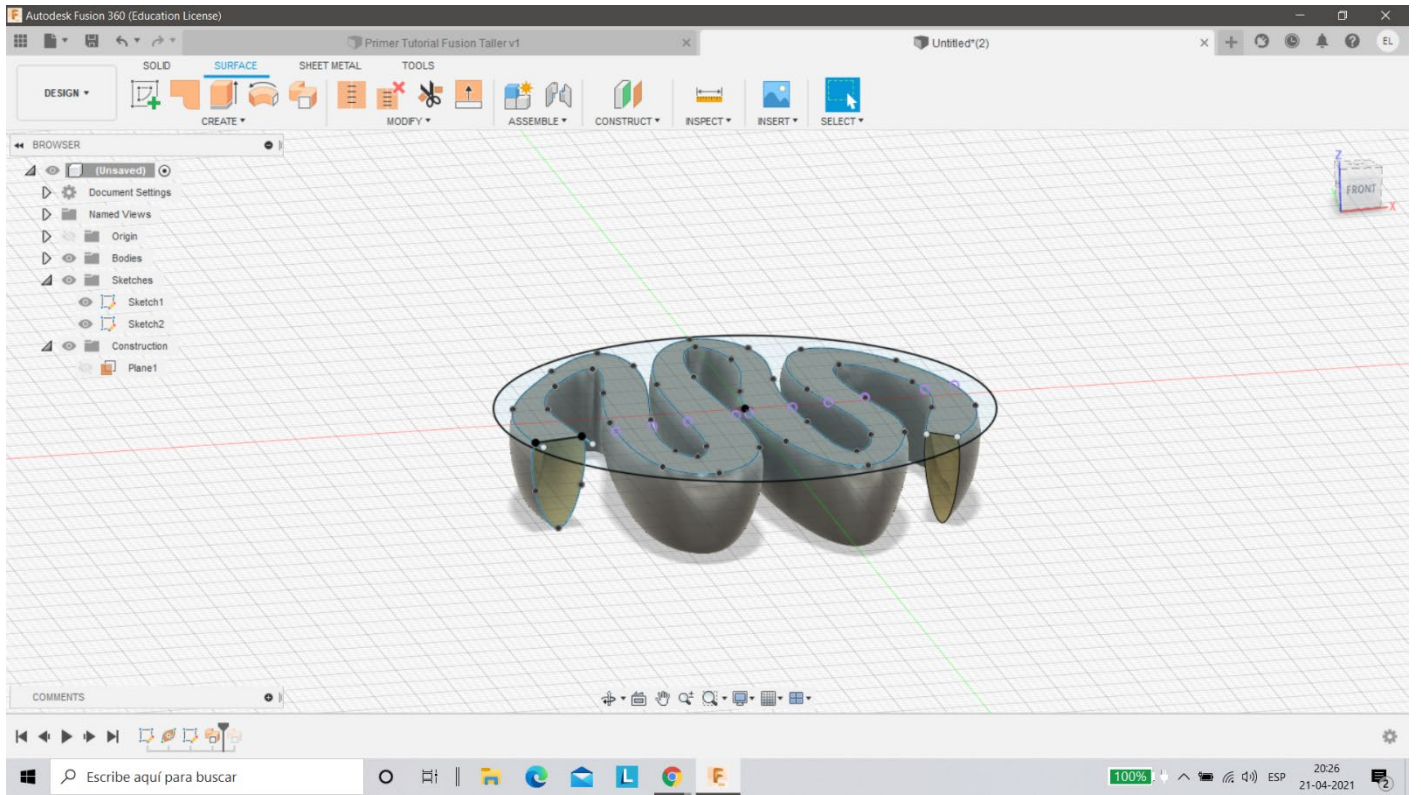 Autodesk Fusion 360 (Education License)
Primer Tutorial Fusion Taller v1
Untitled*(2)
EL
SOLID SURFACE SHEET METAL TOOLS
DESIGN
CREATE MODIFY ASSEMBLE CONSTRUCT INSPECT INSERT SELECT
BROWSER
(Unsaved)
Document Settings
Named Views
Origin
Bodies
Sketches
Sketch1
Sketch2
Construction
Plane1
Z
FRONT
X
COMMENTS
Escribe aquí para buscar
L
F
100%
ESP
20:26
21-04-2021
2